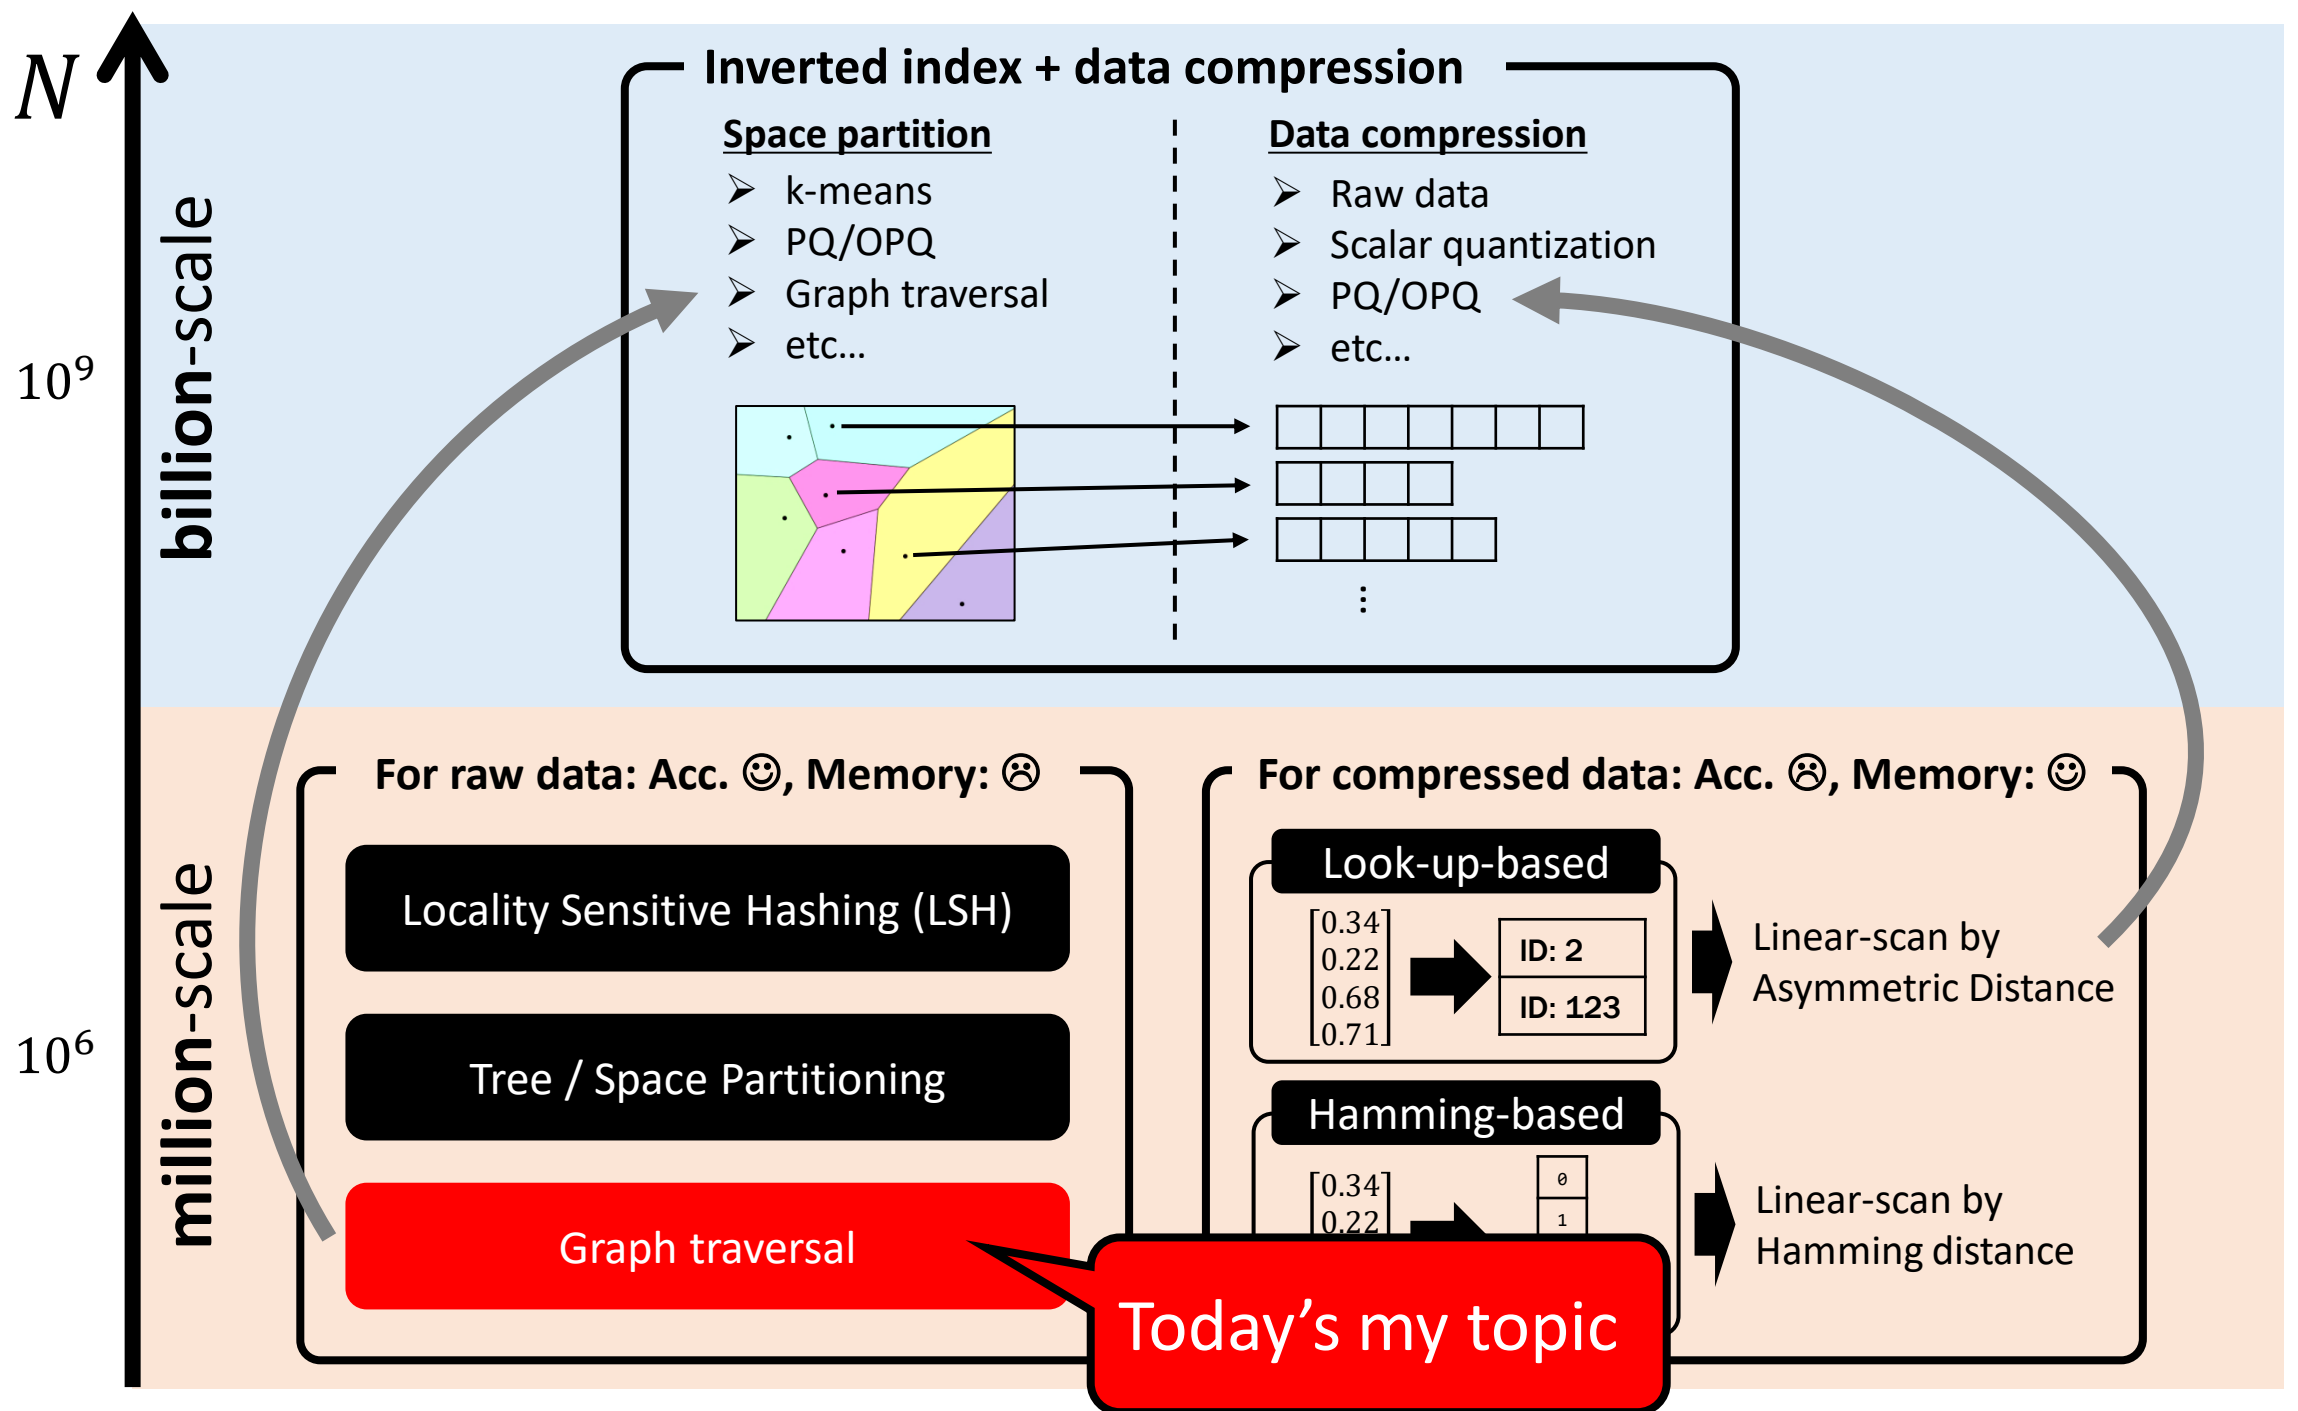 N
Inverted index + data compression
Space partition
➢ k-means
➢ PQ/OPQ
➢ Graph traversal
➢ etc…
Data compression
➢ Raw data
➢ Scalar quantization
➢ PQ/OPQ
➢ etc…
⋮
10⁹
billion-scale
10⁶
million-scale
For raw data: Acc. ☺, Memory: ☹
Locality Sensitive Hashing (LSH)
Tree / Space Partitioning
Graph traversal
For compressed data: Acc. ☹, Memory: ☺
Look-up-based
0.34
0.22
0.68
0.71
ID: 2
ID: 123
Linear-scan by
Asymmetric Distance
Hamming-based
0.34
0.22
0
1
Linear-scan by
Hamming distance
Today’s my topic